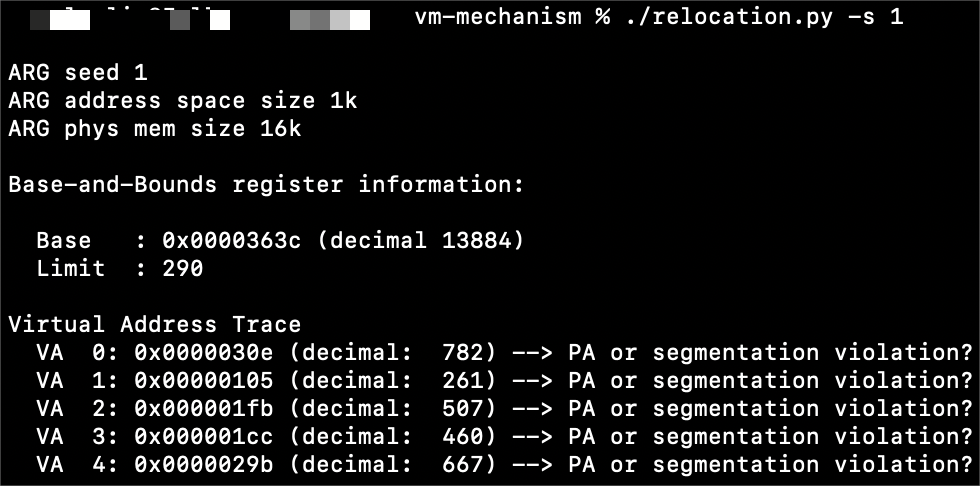 vm-mechanism % ./relocation.py -s 1
ARG seed 1
ARG address space size 1k
ARG phys mem size 16k
Base-and-Bounds register information:
Base   : 0x0000363c (decimal 13884)
Limit  : 290
Virtual Address Trace
VA  0: 0x0000030e (decimal:  782) --> PA or segmentation violation?
VA  1: 0x00000105 (decimal:  261) --> PA or segmentation violation?
VA  2: 0x000001fb (decimal:  507) --> PA or segmentation violation?
VA  3: 0x000001cc (decimal:  460) --> PA or segmentation violation?
VA  4: 0x0000029b (decimal:  667) --> PA or segmentation violation?